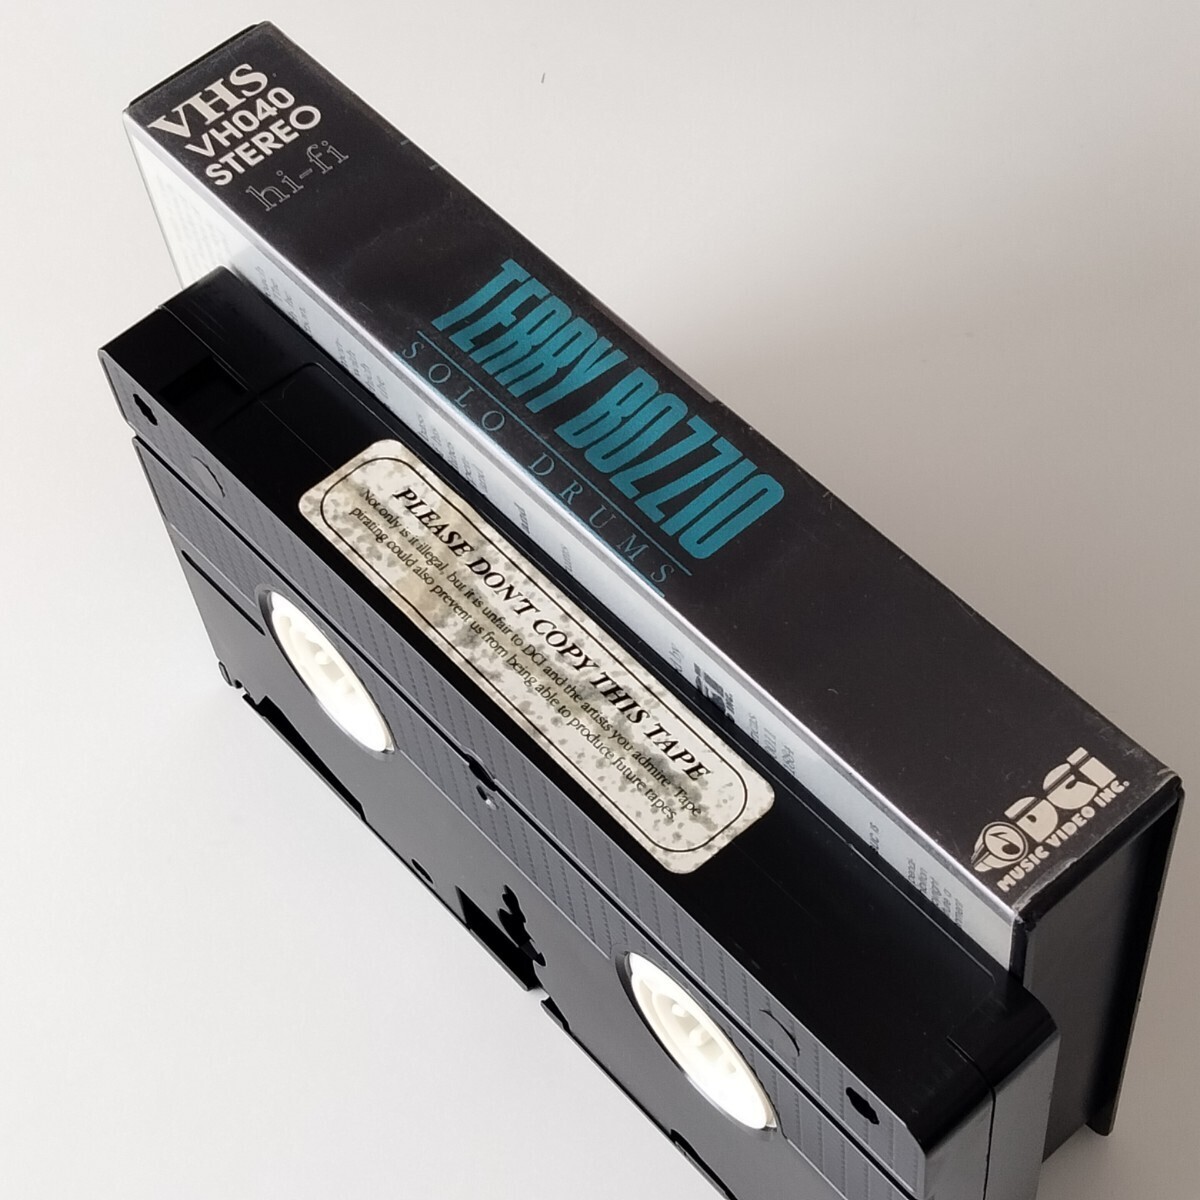 VHS
VH040
STEREO
hi-fi
TERRY BOZZIO
SOLO DRUMS
DCI
MUSIC VIDEO INC.
PLEASE DON'T COPY THIS TAPE
Not only is it illegal, but it is unfair to DCI and the artists you admire. Tape
pirating could also prevent us from being able to produce future tapes.